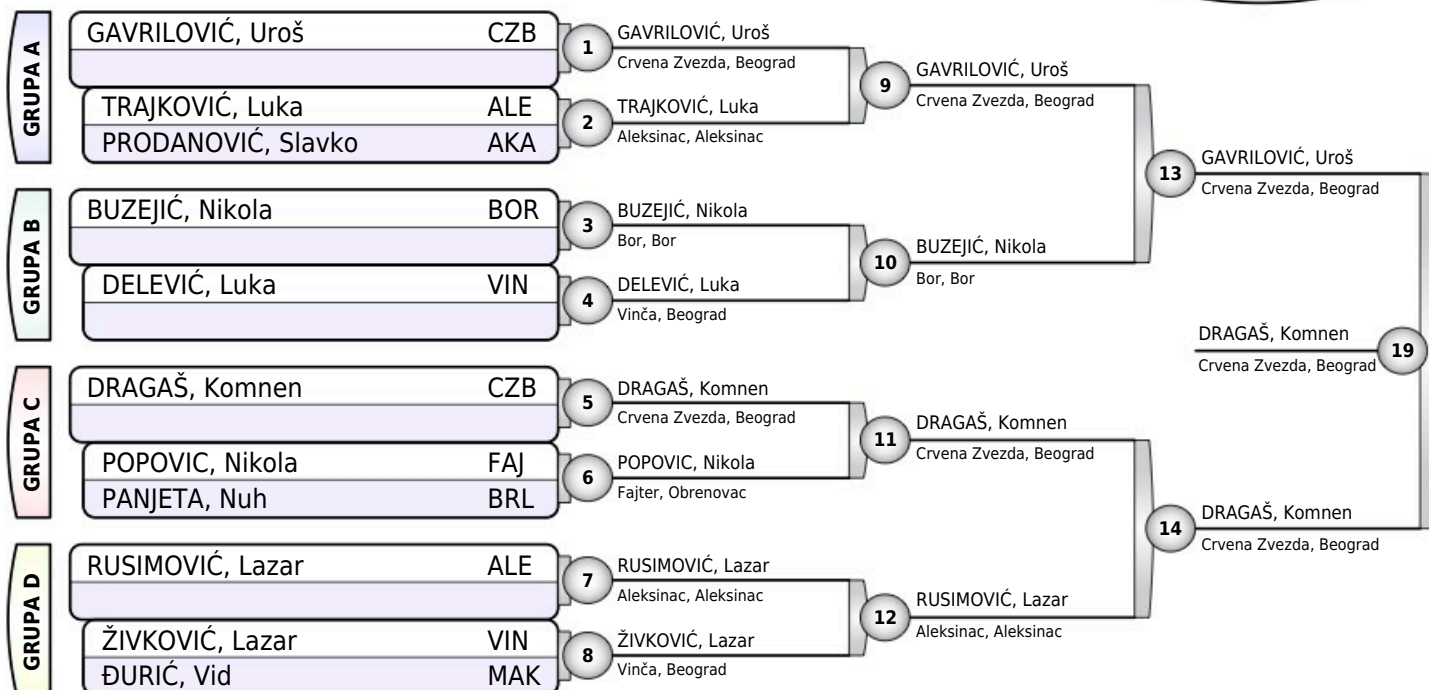 GRUPA A
GAVRILOVIĆ, Uroš CZB
TRAJKOVIĆ, Luka ALE
PRODANOVIĆ, Slavko AKA
GRUPA B
BUZEJIĆ, Nikola BOR
DELEVIĆ, Luka VIN
GRUPA C
DRAGAŠ, Komnen CZB
POPOVIC, Nikola FAJ
PANJETA, Nuh BRL
GRUPA D
RUSIMOVIĆ, Lazar ALE
ŽIVKOVIĆ, Lazar VIN
ĐURIĆ, Vid MAK
1
GAVRILOVIĆ, Uroš
Crvena Zvezda, Beograd
2
TRAJKOVIĆ, Luka
Aleksinac, Aleksinac
3
BUZEJIĆ, Nikola
Bor, Bor
4
DELEVIĆ, Luka
Vinča, Beograd
5
DRAGAŠ, Komnen
Crvena Zvezda, Beograd
6
POPOVIC, Nikola
Fajter, Obrenovac
7
RUSIMOVIĆ, Lazar
Aleksinac, Aleksinac
8
ŽIVKOVIĆ, Lazar
Vinča, Beograd
9
GAVRILOVIĆ, Uroš
Crvena Zvezda, Beograd
10
BUZEJIĆ, Nikola
Bor, Bor
11
DRAGAŠ, Komnen
Crvena Zvezda, Beograd
12
RUSIMOVIĆ, Lazar
Aleksinac, Aleksinac
13
GAVRILOVIĆ, Uroš
Crvena Zvezda, Beograd
14
DRAGAŠ, Komnen
Crvena Zvezda, Beograd
DRAGAŠ, Komnen
Crvena Zvezda, Beograd
19